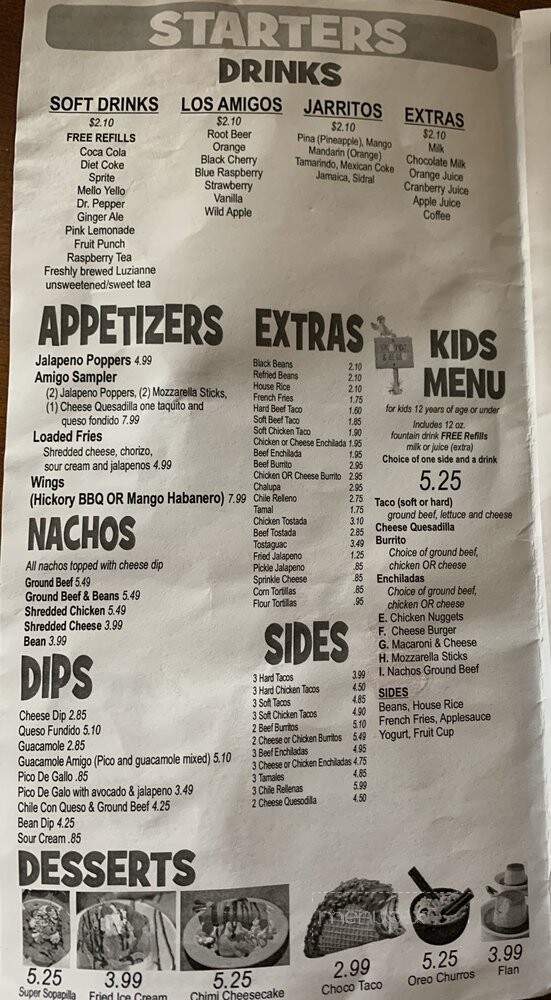 STARTERS
DRINKS
SOFT DRINKS
$2.10
FREE REFILLS
Coca Cola
Diet Coke
Sprite
Mello Yello
Dr. Pepper
Ginger Ale
Pink Lemonade
Fruit Punch
Raspberry Tea
Freshly brewed Luzianne
unsweetened/sweet tea
LOS AMIGOS
$2.10
Root Beer
Orange
Black Cherry
Blue Raspberry
Strawberry
Vanilla
Wild Apple
JARRITOS
$2.10
Pina (Pineapple), Mango
Mandarin (Orange)
Tamarindo, Mexican Coke
Jamaica, Sidral
EXTRAS
$2.10
Milk
Chocolate Milk
Orange Juice
Cranberry Juice
Apple Juice
Coffee
APPETIZERS
Jalapeno Poppers 4.99
Amigo Sampler
(2) Jalapeno Poppers, (2) Mozzarella Sticks,
(1) Cheese Quesadilla one taquito and
queso fondido 7.99
Loaded Fries
Shredded cheese, chorizo,
sour cream and jalapenos 4.99
Wings
(Hickory BBQ OR Mango Habanero) 7.99
NACHOS
All nachos topped with cheese dip
Ground Beef 5.49
Ground Beef & Beans 5.49
Shredded Chicken 5.49
Shredded Cheese 3.99
Bean 3.99
DIPS
Cheese Dip 2.85
Queso Fundido 5.10
Guacamole 2.85
Guacamole Amigo (Pico and guacamole mixed) 5.10
Pico De Gallo .85
Pico De Galo with avocado & jalapeno 3.49
Chile Con Queso & Ground Beef 4.25
Bean Dip 4.25
Sour Cream .85
EXTRAS
Black Beans 2.10
Refried Beans 2.10
House Rice 2.10
French Fries 1.75
Hard Beef Taco 1.60
Soft Beef Taco 1.85
Soft Chicken Taco 1.90
Chicken or Cheese Enchilada 1.95
Beef Enchilada 1.95
Beef Burrito 2.95
Chicken OR Cheese Burrito 2.95
Chalupa 2.95
Chile Relleno 2.75
Tamal 1.75
Chicken Tostada 3.10
Beef Tostada 2.85
Tostaguac 3.49
Fried Jalapeno 1.25
Pickle Jalapeno .85
Sprinkle Cheese .85
Corn Tortillas .85
Flour Tortillas .95
SIDES
3 Hard Tacos 3.99
3 Hard Chicken Tacos 4.50
3 Soft Tacos 4.85
3 Soft Chicken Tacos 4.90
2 Beef Burritos 5.10
2 Cheese or Chicken Burritos 5.49
3 Beef Enchiladas 4.95
3 Cheese or Chicken Enchiladas 4.75
3 Tamales 4.85
3 Chile Rellenas 5.99
2 Cheese Quesodilla 4.50
KIDS
MENU
for kids 12 years of age or under
Includes 12 oz.
fountain drink FREE Refills
milk or juice (extra)
Choice of one side and a drink
5.25
Taco (soft or hard)
ground beef, lettuce and cheese
Cheese Quesadilla
Burrito
Choice of ground beef,
chicken OR cheese
Enchiladas
Choice of ground beef,
chicken OR cheese
E. Chicken Nuggets
F. Cheese Burger
G. Macaroni & Cheese
H. Mozzarella Sticks
I. Nachos Ground Beef
SIDES
Beans, House Rice
French Fries, Applesauce
Yogurt, Fruit Cup
DESSERTS
5.25
Super Sopapilla
3.99
Fried Ice Cream
5.25
Chimi Cheesecake
2.99
Choco Taco
5.25
Oreo Churros
3.99
Flan